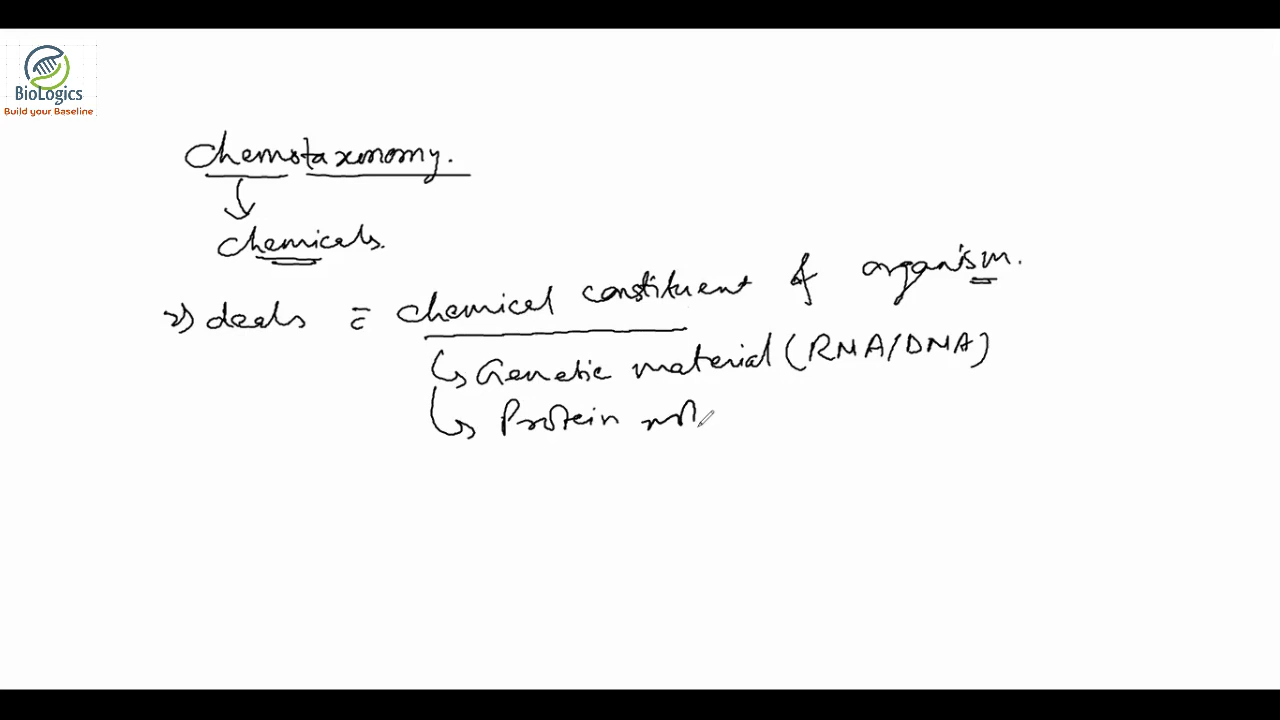 BioLogics
Build your Baseline
Chemotaxonomy.
Chemicals.
deals c̄ chemical constituent of organism.
Genetic material (RNA/DNA)
Protein